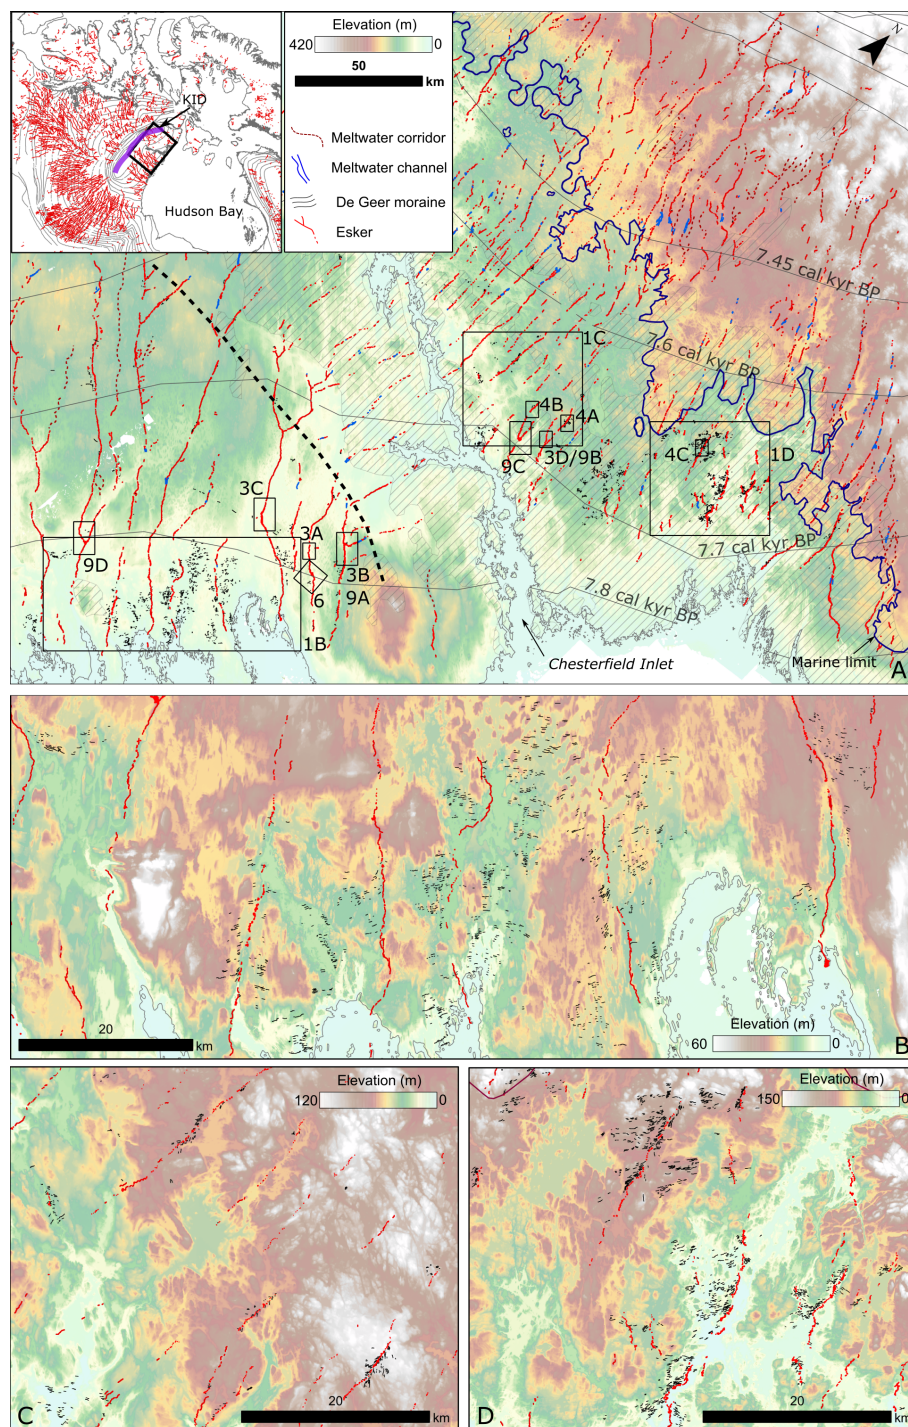 KID
Hudson Bay
Elevation (m)
420
0
50
km
Meltwater corridor
Meltwater channel
De Geer moraine
Esker
N
7.45 cal kyr BP
7.6 cal kyr BP
1C
4B
4A
9C
3D/9B
4C
1D
3C
3A
9D
3B
6
9A
1B
7.7 cal kyr BP
7.8 cal kyr BP
Chesterfield Inlet
Marine limit
A
20
km
Elevation (m)
60
0
B
Elevation (m)
120
0
20
km
C
Elevation (m)
150
0
20
km
D